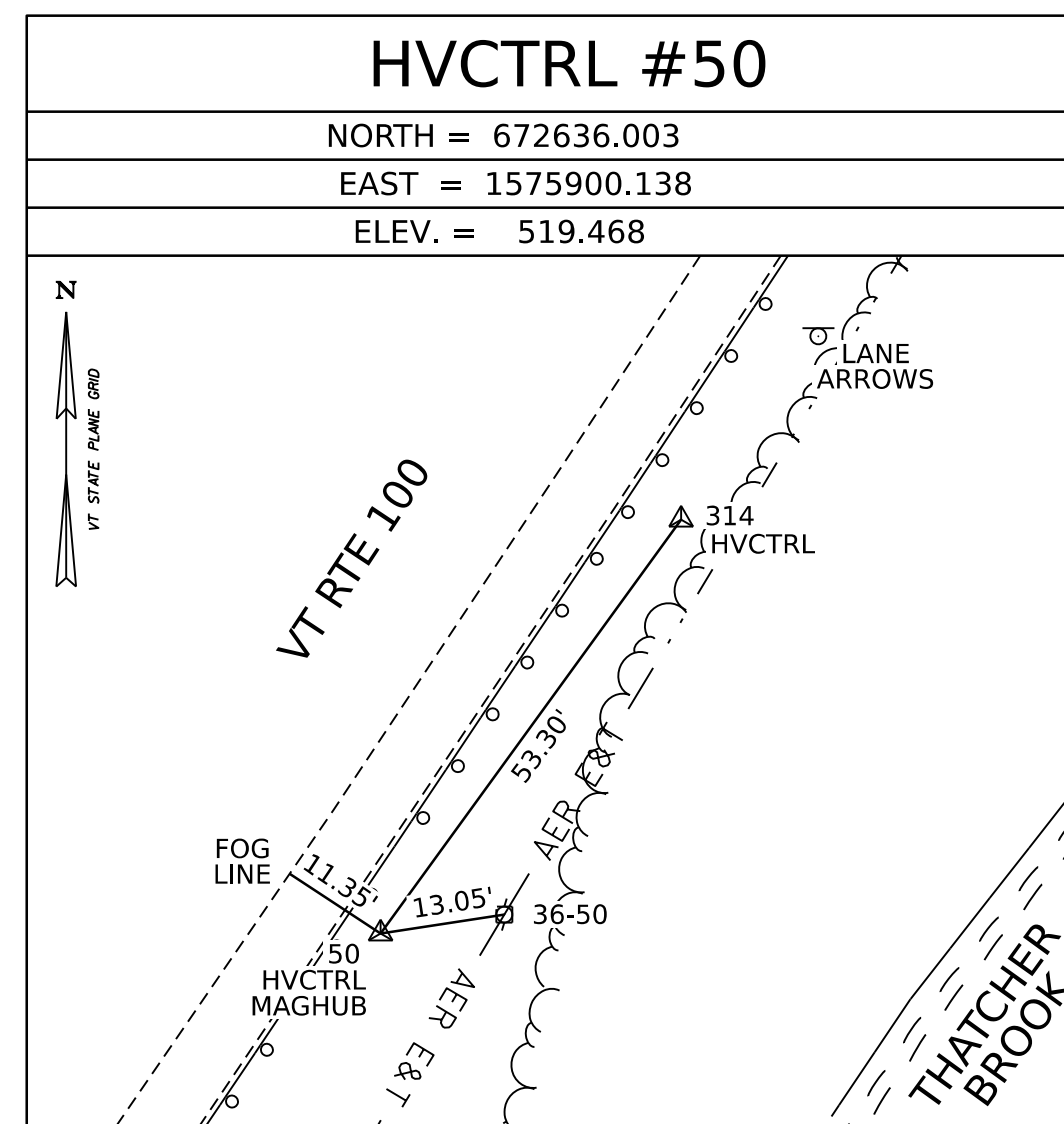 HVCTRL #50
NORTH = 672636.003
EAST = 1575900.138
ELEV. = 519.468
N
VT STATE PLANE GRID
LANE
ARROWS
VT RTE 100
314
HVCTRL
53.30'
AER E&T
FOG
LINE
11.35'
13.05'
36-50
50
HVCTRL
MAGHUB
AER E&T
THATCHER
BROOK